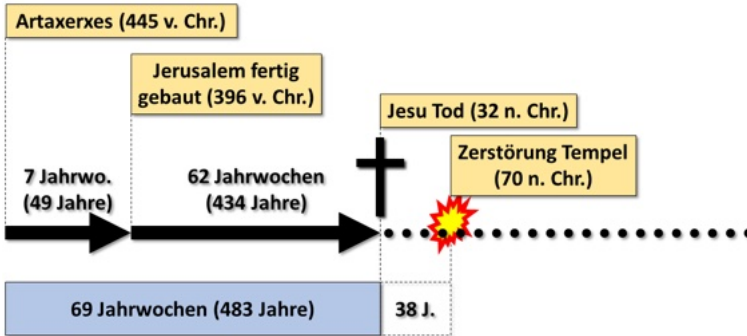 Artaxerxes (445 v. Chr.)
Jerusalem fertig
gebaut (396 v. Chr.)
Jesu Tod (32 n. Chr.)
Zerstörung Tempel
(70 n. Chr.)
7 Jahrwo.
(49 Jahre)
62 Jahrwochen
(434 Jahre)
69 Jahrwochen (483 Jahre)
38 J.